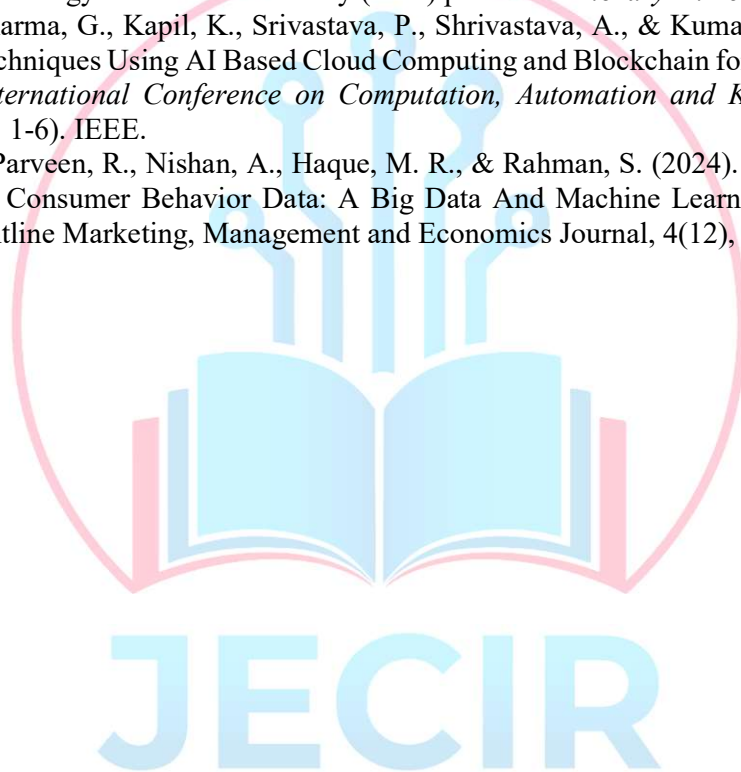 arma, G., Kapil, K., Srivastava, P., Shrivastava, A., & Kuma
chniques Using AI Based Cloud Computing and Blockchain fo
ternational Conference on Computation, Automation and K
1-6). IEEE.
Parveen, R., Nishan, A., Haque, M. R., & Rahman, S. (2024).
Consumer Behavior Data: A Big Data And Machine Learn
tline Marketing, Management and Economics Journal, 4(12),
JECIR